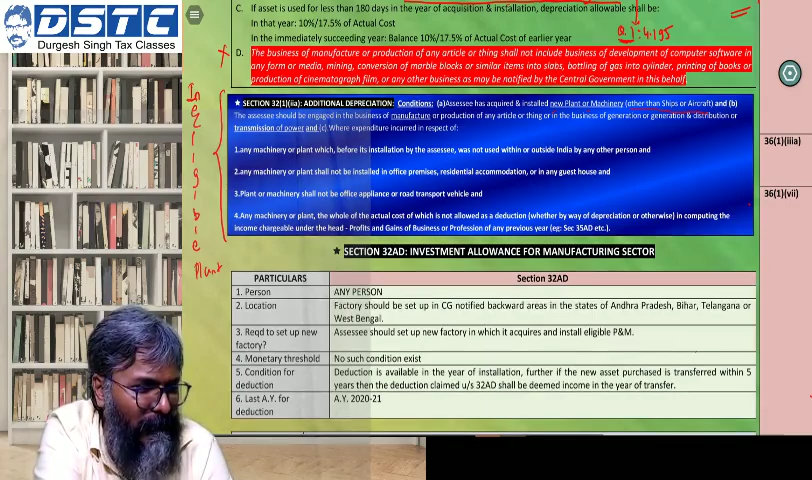 DSTC
Durgesh Singh Tax Classes
C. If asset is used for less than 180 days in the year of acquisition & installation, depreciation allowable shall be:
In that year: 10%/17.5% of Actual Cost
In the immediately succeeding year: Balance 10%/17.5% of Actual Cost of earlier year
Q.1: 4.195
D. The business of manufacture or production of any article or thing shall not include business of development of computer software in
any form or media, mining, conversion of marble blocks or similar items into slabs, bottling of gas into cylinder, printing of books or
production of cinematograph film, or any other business as may be notified by the Central Government in this behalf.
★ SECTION 32(1)(iia): ADDITIONAL DEPRECIATION: Conditions: (a)Assessee has acquired & installed new Plant or Machinery (other than Ships or Aircraft) and (b)
The assessee should be engaged in the business of manufacture or production of any article or thing or in the business of generation or generation & distribution or
transmission of power and (c). Where expenditure incurred in respect of:
1.any machinery or plant which, before its installation by the assessee, was not used within or outside India by any other person and
2.any machinery or plant shall not be installed in office premises, residential accommodation, or in any guest house and
3.Plant or machinery shall not be office appliance or road transport vehicle and
4.Any machinery or plant, the whole of the actual cost of which is not allowed as a deduction (whether by way of depreciation or otherwise) in computing the
income chargeable under the head - Profits and Gains of Business or Profession of any previous year (eg: Sec 35AD etc.).
Plant
36(1)(iiia)
36(1)(vii)
★ SECTION 32AD: INVESTMENT ALLOWANCE FOR MANUFACTURING SECTOR
PARTICULARS Section 32AD
1. Person ANY PERSON
2. Location Factory should be set up in CG notified backward areas in the states of Andhra Pradesh, Bihar, Telangana or
West Bengal.
3. Reqd to set up new Assessee should set up new factory in which it acquires and install eligible P&M.
factory?
4. Monetary threshold No such condition exist
5. Condition for Deduction is available in the year of installation, further if the new asset purchased is transferred within 5
deduction years then the deduction claimed u/s 32AD shall be deemed income in the year of transfer.
6. Last A.Y. for A.Y. 2020-21
deduction